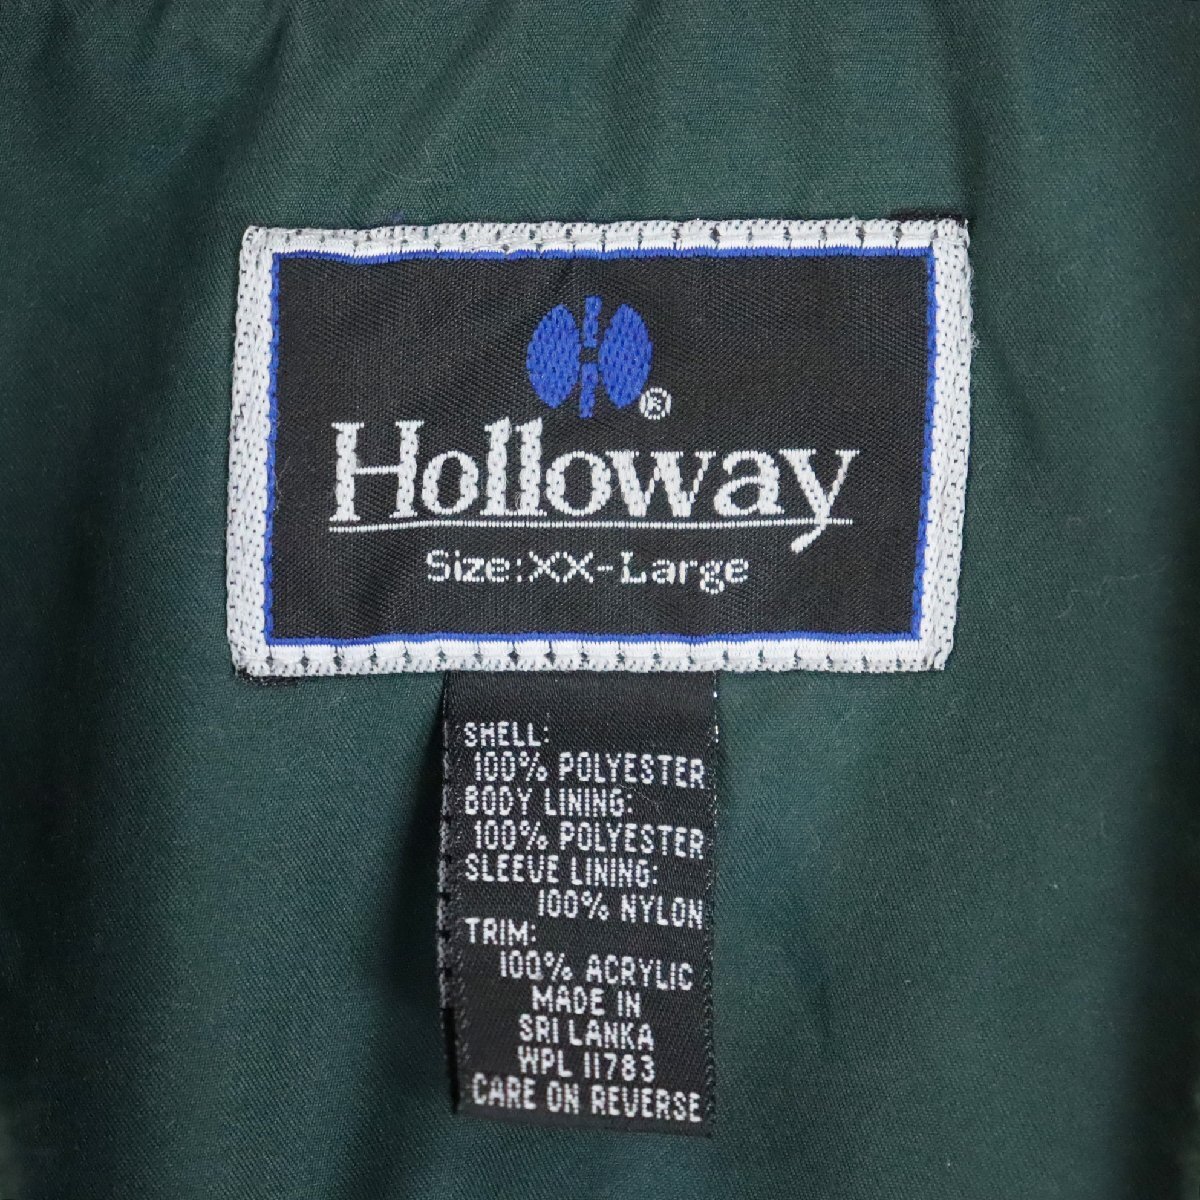 ®
Holloway
Size:XX-Large
SHELL:
100% POLYESTER
BODY LINING:
100% POLYESTER
SLEEVE LINING:
100% NYLON
TRIM:
100% ACRYLIC
MADE IN
SRI LANKA
WPL 11783
CARE ON REVERSE